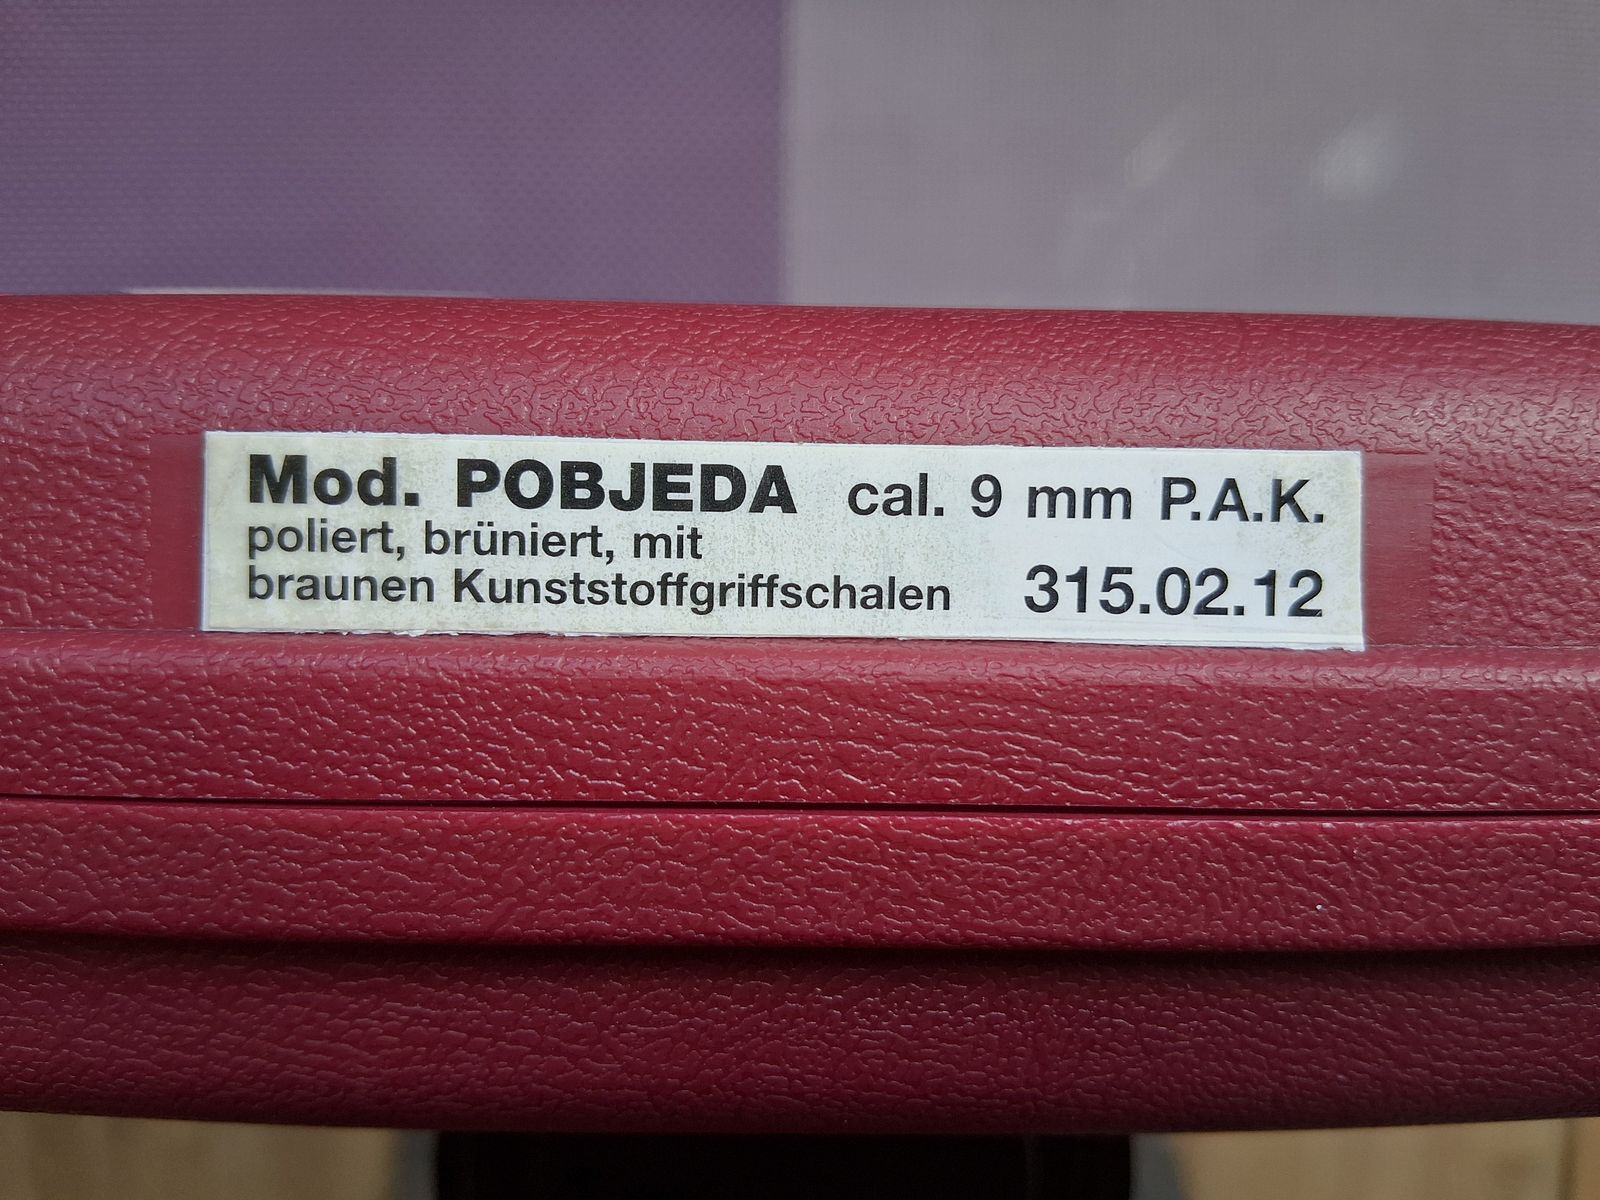 Mod. POBJEDA cal. 9 mm P.A.K.
poliert, brüniert, mit
braunen Kunststoffgriffschalen 315.02.12